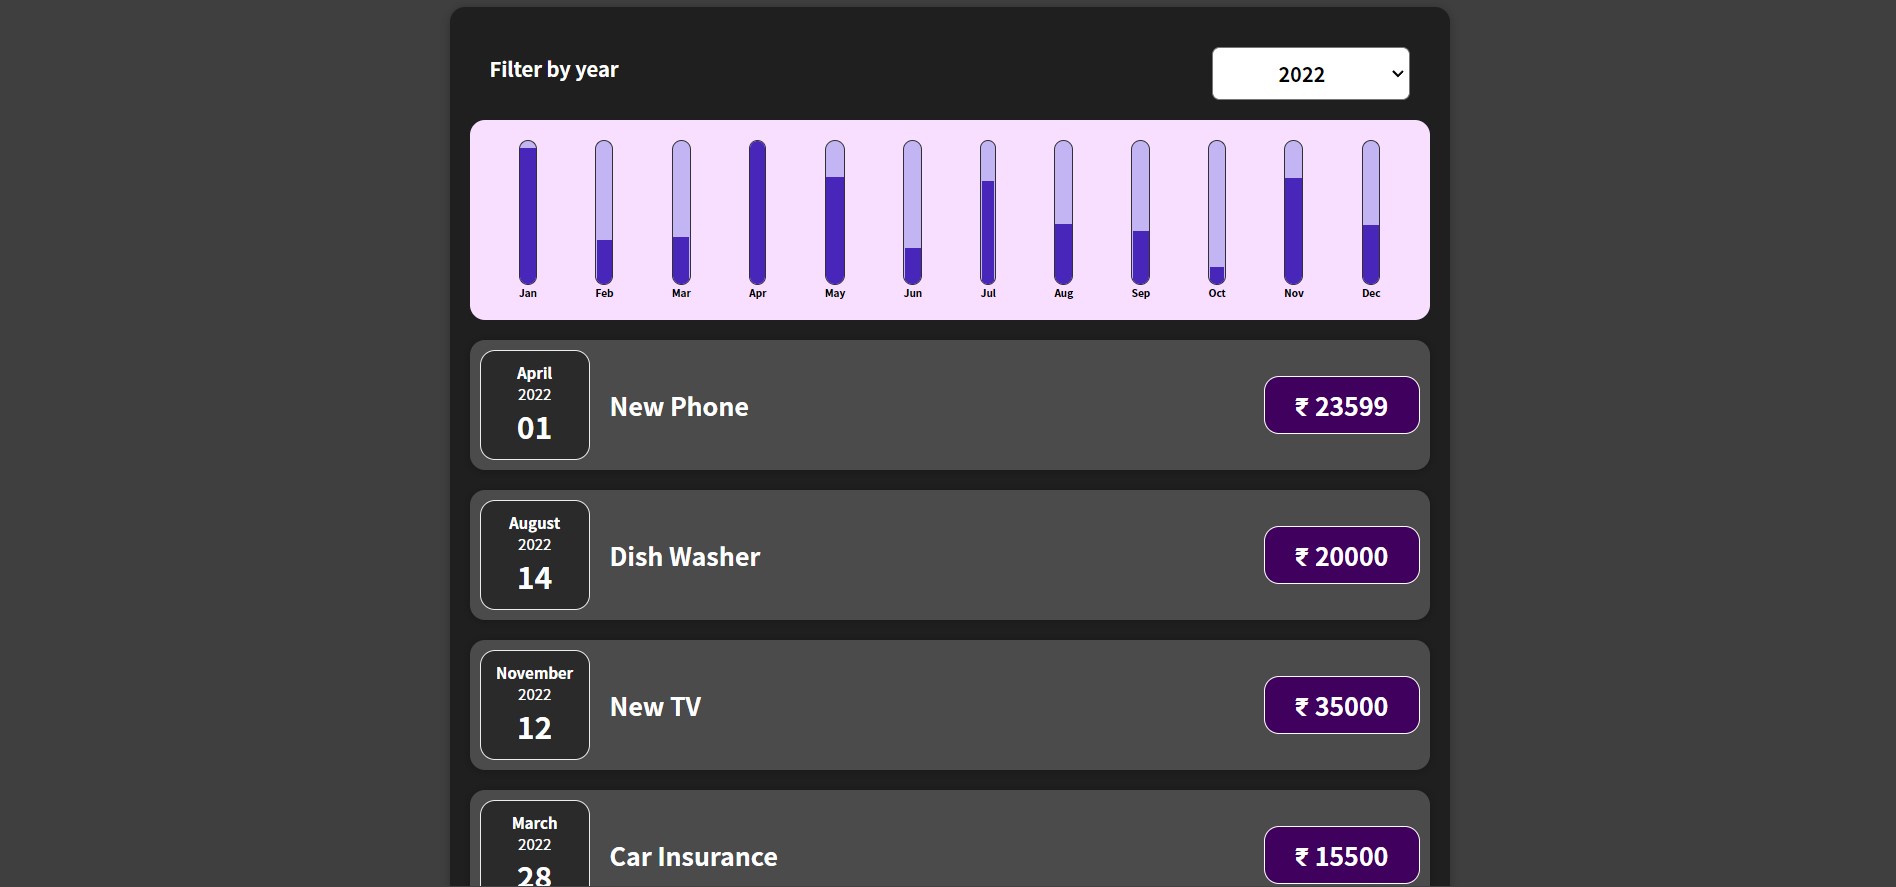 Filter by year
2022
Jan Feb Mar Apr May Jun Jul Aug Sep Oct Nov Dec
April
2022
01
New Phone
₹ 23599
August
2022
14
Dish Washer
₹ 20000
November
2022
12
New TV
₹ 35000
March
2022
28
Car Insurance
₹ 15500